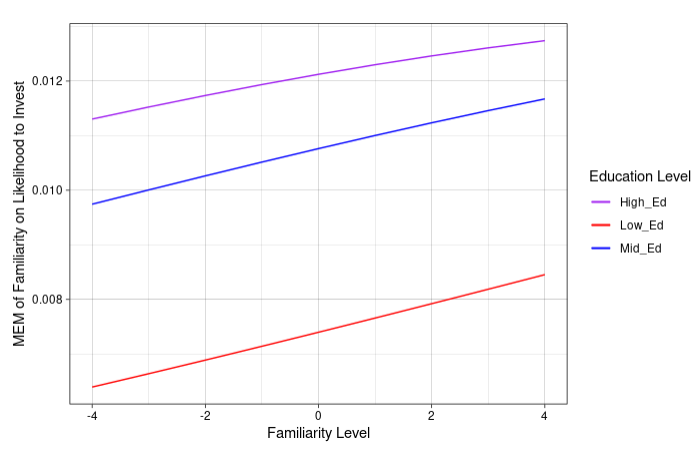 MEM of Familiarity on Likelihood to Invest
0.012
0.010
0.008
-4 -2 0 2 4
Familiarity Level
Education Level
High_Ed
Low_Ed
Mid_Ed